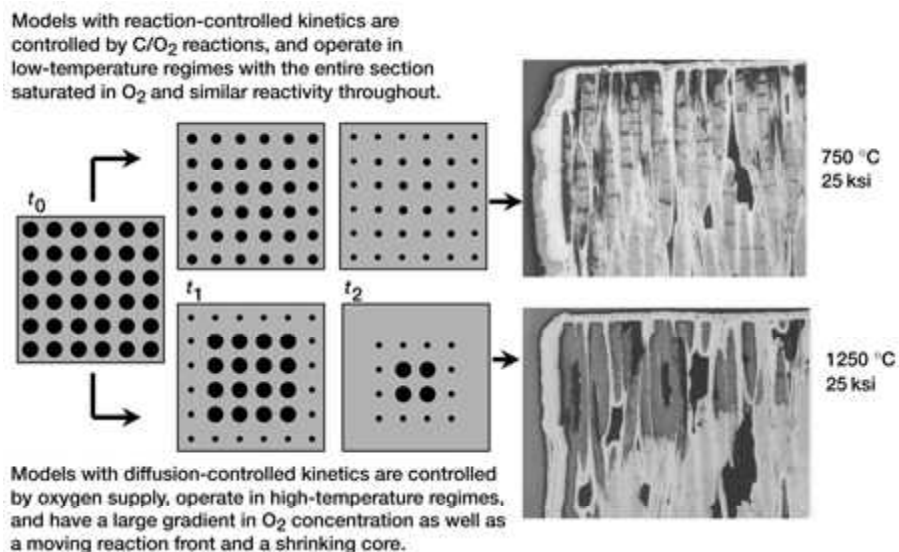 Models with reaction-controlled kinetics are
controlled by C/O2 reactions, and operate in
low-temperature regimes with the entire section
saturated in O2 and similar reactivity throughout.
t0
750 °C
25 ksi
t1
t2
1250 °C
25 ksi
Models with diffusion-controlled kinetics are controlled
by oxygen supply, operate in high-temperature regimes,
and have a large gradient in O2 concentration as well as
a moving reaction front and a shrinking core.